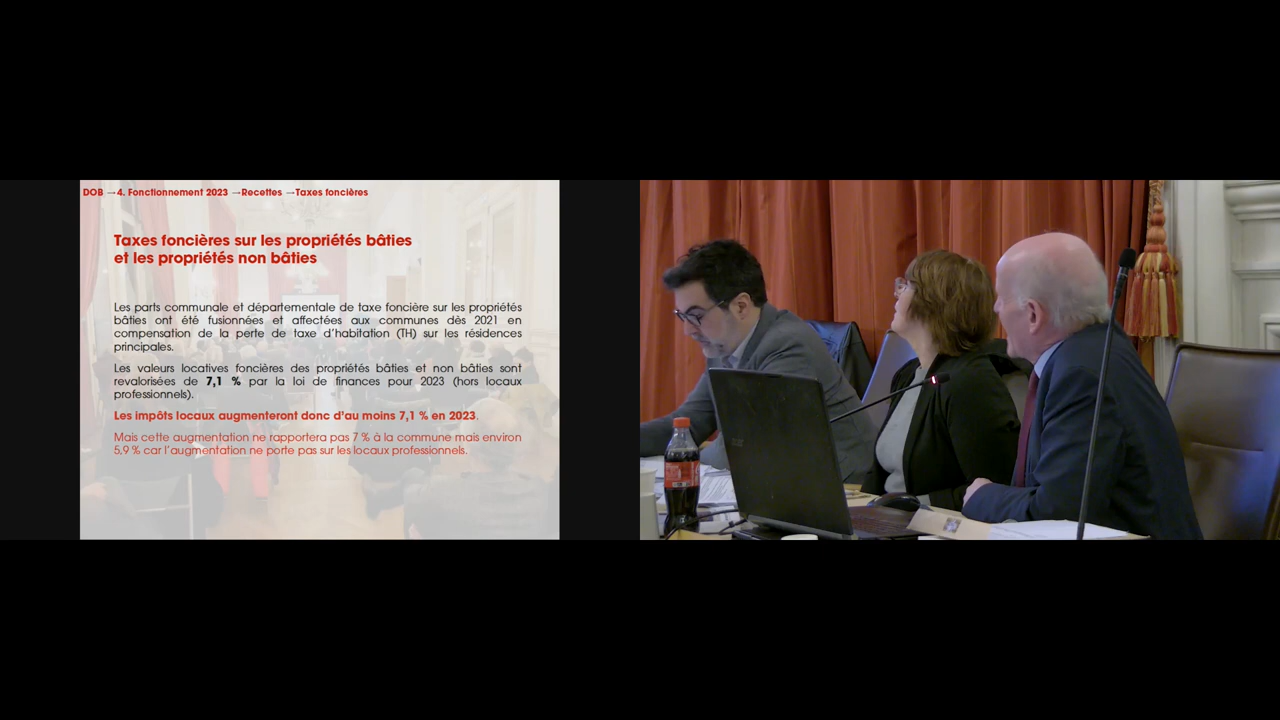 DOB →4. Fonctionnement 2023 →Recettes →Taxes foncières
Taxes foncières sur les propriétés bâties
et les propriétés non bâties
Les parts communale et départementale de taxe foncière sur les propriétés
bâties ont été fusionnées et affectées aux communes dès 2021 en
compensation de la perte de taxe d'habitation (TH) sur les résidences
principales.
Les valeurs locatives foncières des propriétés bâties et non bâties sont
revalorisées de 7,1 % par la loi de finances pour 2023 (hors locaux
professionnels).
Les impôts locaux augmenteront donc d'au moins 7,1 % en 2023.
Mais cette augmentation ne rapportera pas 7 % à la commune mais environ
5,9 % car l'augmentation ne porte pas sur les locaux professionnels.